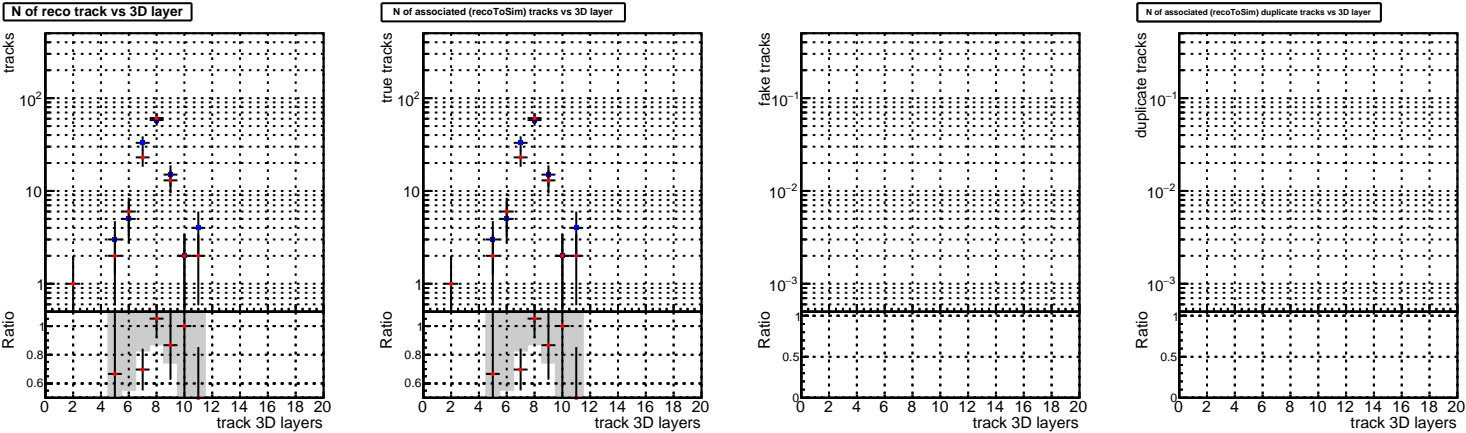 N of reco track vs 3D layer
tracks
10²
10
1
Ratio
1
0.8
0.6
0 2 4 6 8 10 12 14 16 18 20
track 3D layers
N of associated (recoToSim) tracks vs 3D layer
true tracks
10²
10
1
Ratio
1
0.8
0.6
0 2 4 6 8 10 12 14 16 18 20
track 3D layers
fake tracks
10⁻¹
10⁻²
10⁻³
Ratio
1
0.5
0
0 2 4 6 8 10 12 14 16 18 20
track 3D layers
N of associated (recoToSim) duplicate tracks vs 3D layer
duplicate tracks
10⁻¹
10⁻²
10⁻³
Ratio
1
0.5
0
0 2 4 6 8 10 12 14 16 18 20
track 3D layers